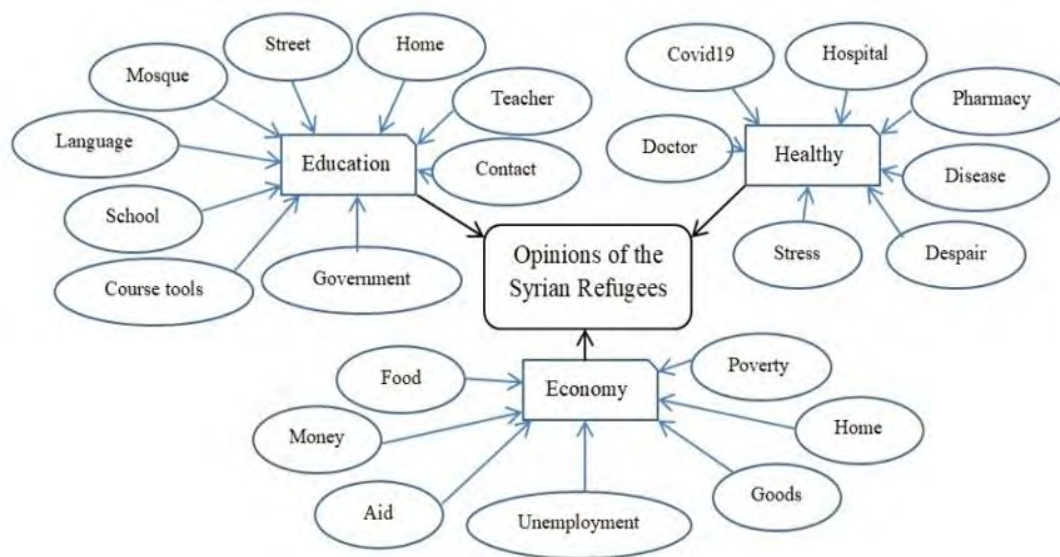 Street
Home
Mosque
Teacher
Language
Education
Contact
School
Course tools
Government
Covid19
Hospital
Pharmacy
Doctor
Healthy
Disease
Stress
Despair
Opinions of the
Syrian Refugees
Food
Economy
Poverty
Money
Home
Aid
Unemployment
Goods